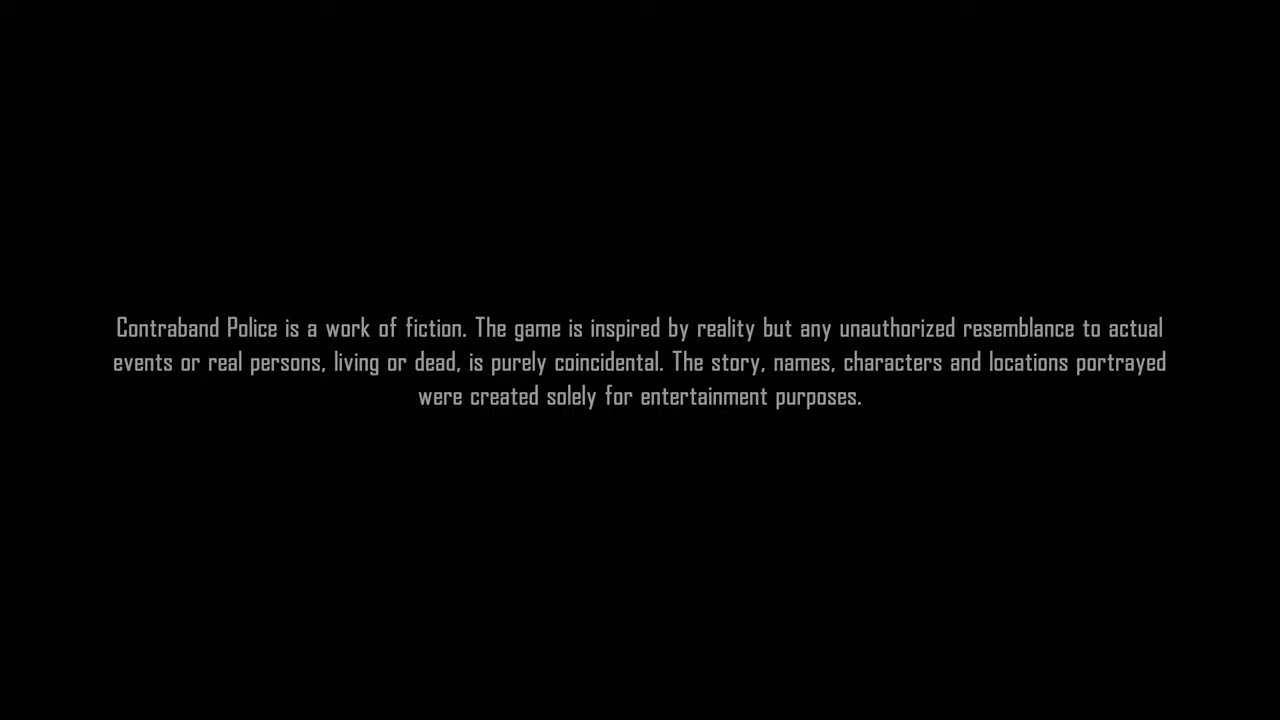 Contraband Police is a work of fiction. The game is inspired by reality but any unauthorized resemblance to actual
events or real persons, living or dead, is purely coincidental. The story, names, characters and locations portrayed
were created solely for entertainment purposes.